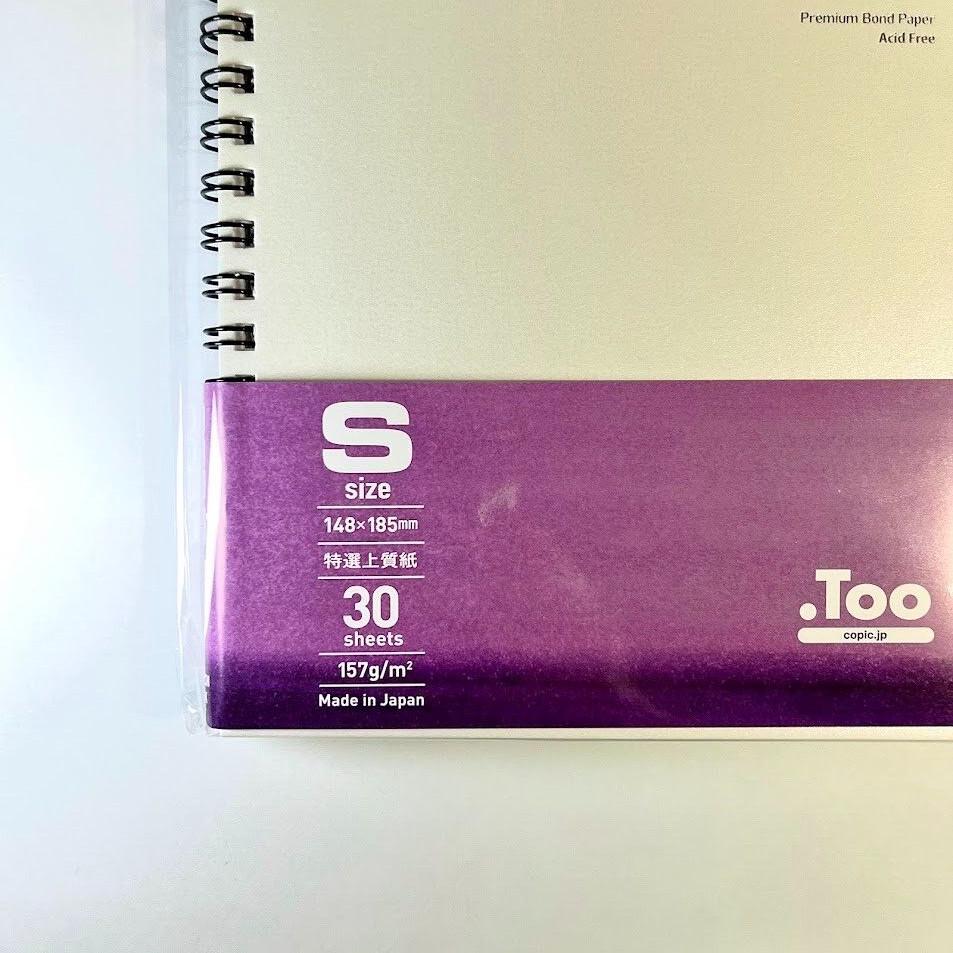 Premium Bond Paper
Acid Free
S
size
148×185mm
特選上質紙
30
sheets
157g/m²
Made in Japan
.Too
copic.jp